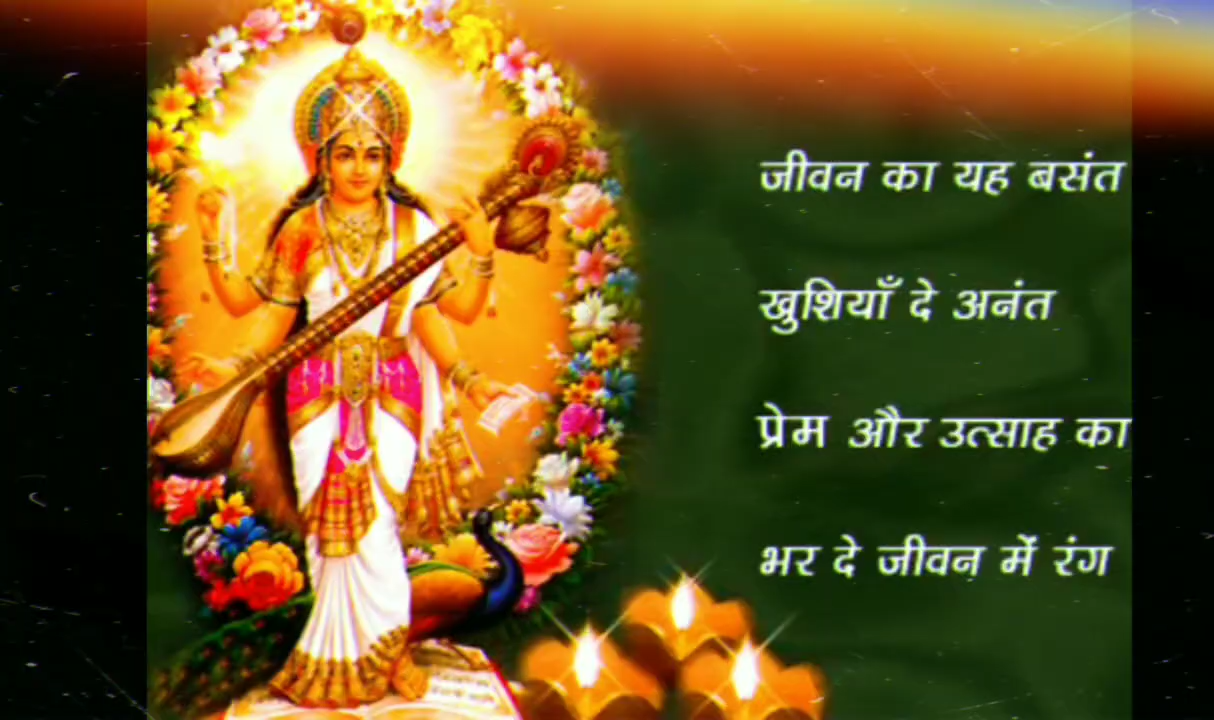 जीवन का यह बसंत
खुशियाँ दे अनंत
प्रेम और उत्साह का
भर दे जीवन में रंग